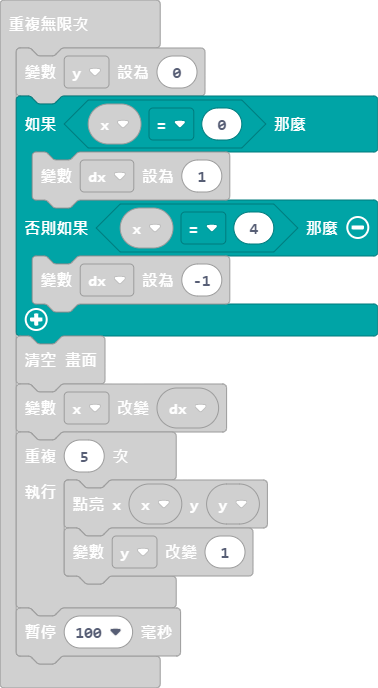 重複無限次
變數 y 設為 0
如果 x = 0 那麼
變數 dx 設為 1
否則如果 x = 4 那麼
變數 dx 設為 -1
清空 畫面
變數 x 改變 dx
重複 5 次
執行 點亮 x x y y
變數 y 改變 1
暫停 100 毫秒